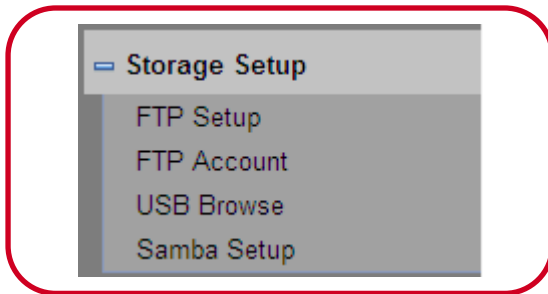 Storage Setup
FTP Setup
FTP Account
USB Browse
Samba Setup